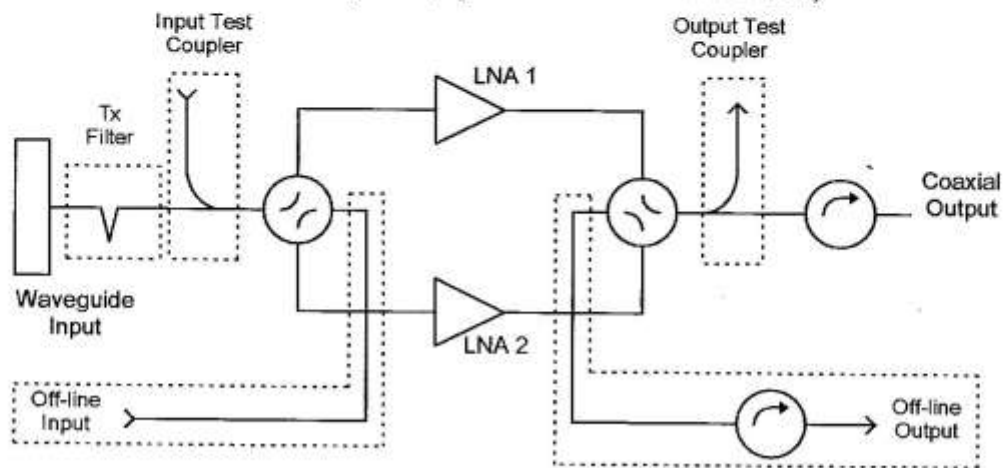 Input Test
Coupler
Output Test
Coupler
LNA 1
Tx
Filter
Coaxial
Output
Waveguide
Input
LNA 2
Off-line
Input
Off-line
Output